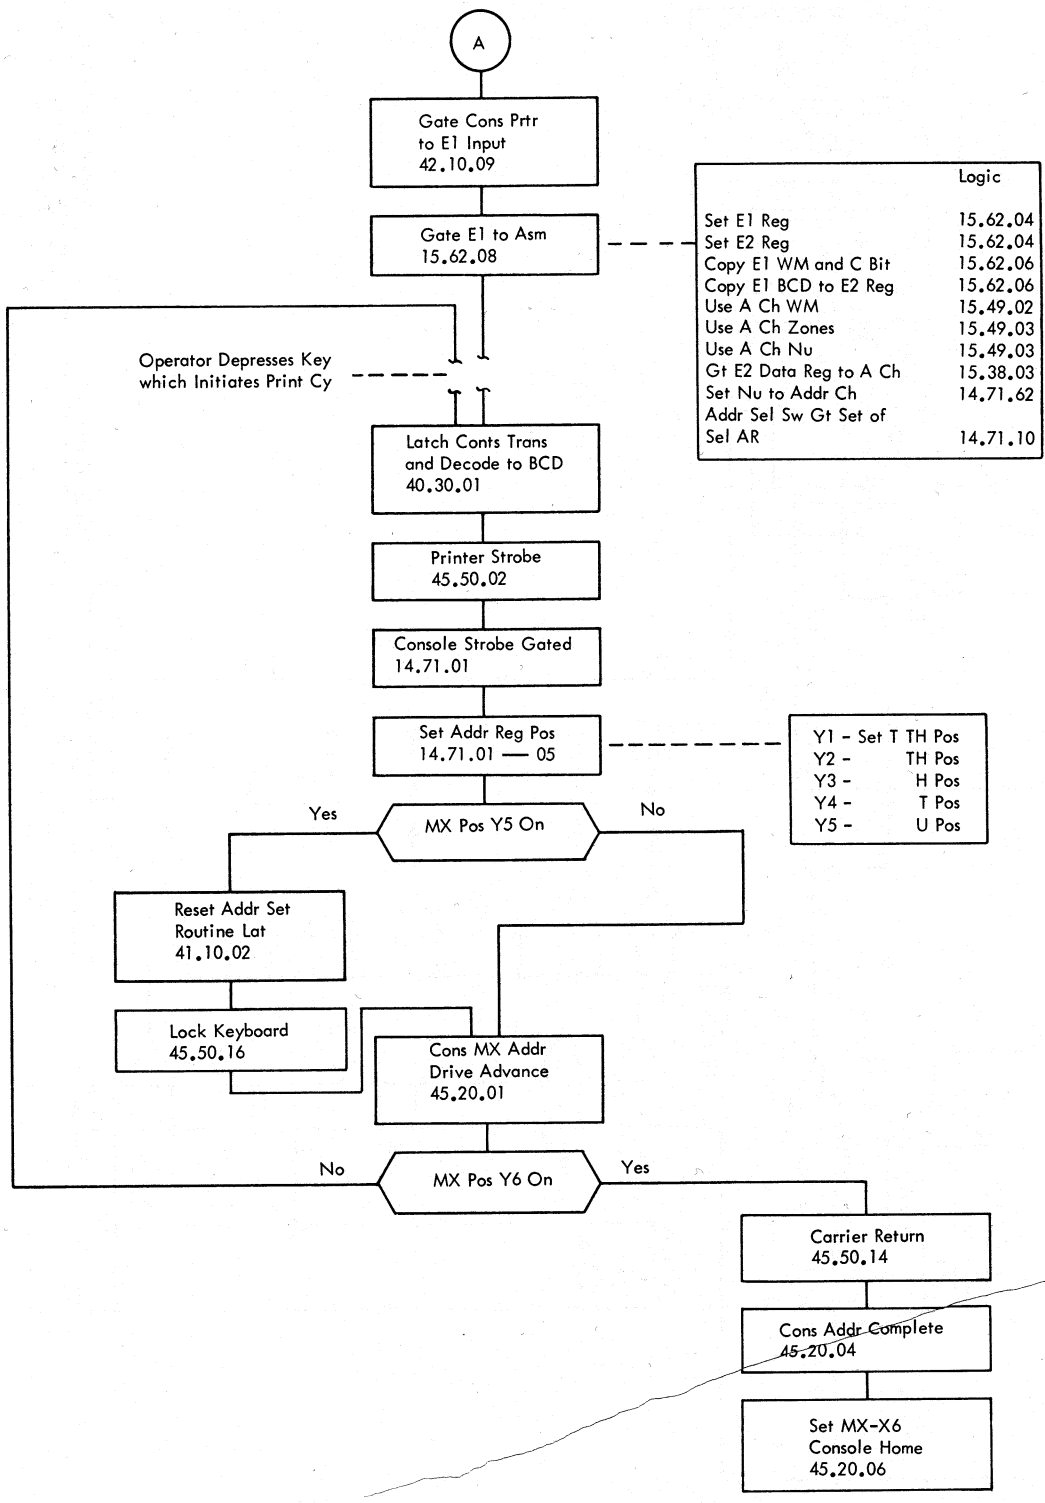 A
Gate Cons Prtr
to E1 Input
42.10.09
Gate E1 to Asm
15.62.08
Logic
Set E1 Reg 15.62.04
Set E2 Reg 15.62.04
Copy E1 WM and C Bit 15.62.06
Copy E1 BCD to E2 Reg 15.62.06
Use A Ch WM 15.49.02
Use A Ch Zones 15.49.03
Use A Ch Nu 15.49.03
Gt E2 Data Reg to A Ch 15.38.03
Set Nu to Addr Ch 14.71.62
Addr Sel Sw Gt Set of
Sel AR 14.71.10
Operator Depresses Key
which Initiates Print Cy
Latch Conts Trans
and Decode to BCD
40.30.01
Printer Strobe
45.50.02
Console Strobe Gated
14.71.01
Set Addr Reg Pos
14.71.01 — 05
Y1 - Set T TH Pos
Y2 - TH Pos
Y3 - H Pos
Y4 - T Pos
Y5 - U Pos
Yes
MX Pos Y5 On
No
Reset Addr Set
Routine Lat
41.10.02
Lock Keyboard
45.50.16
Cons MX Addr
Drive Advance
45.20.01
No
MX Pos Y6 On
Yes
Carrier Return
45.50.14
Cons Addr Complete
45.20.04
Set MX-X6
Console Home
45.20.06